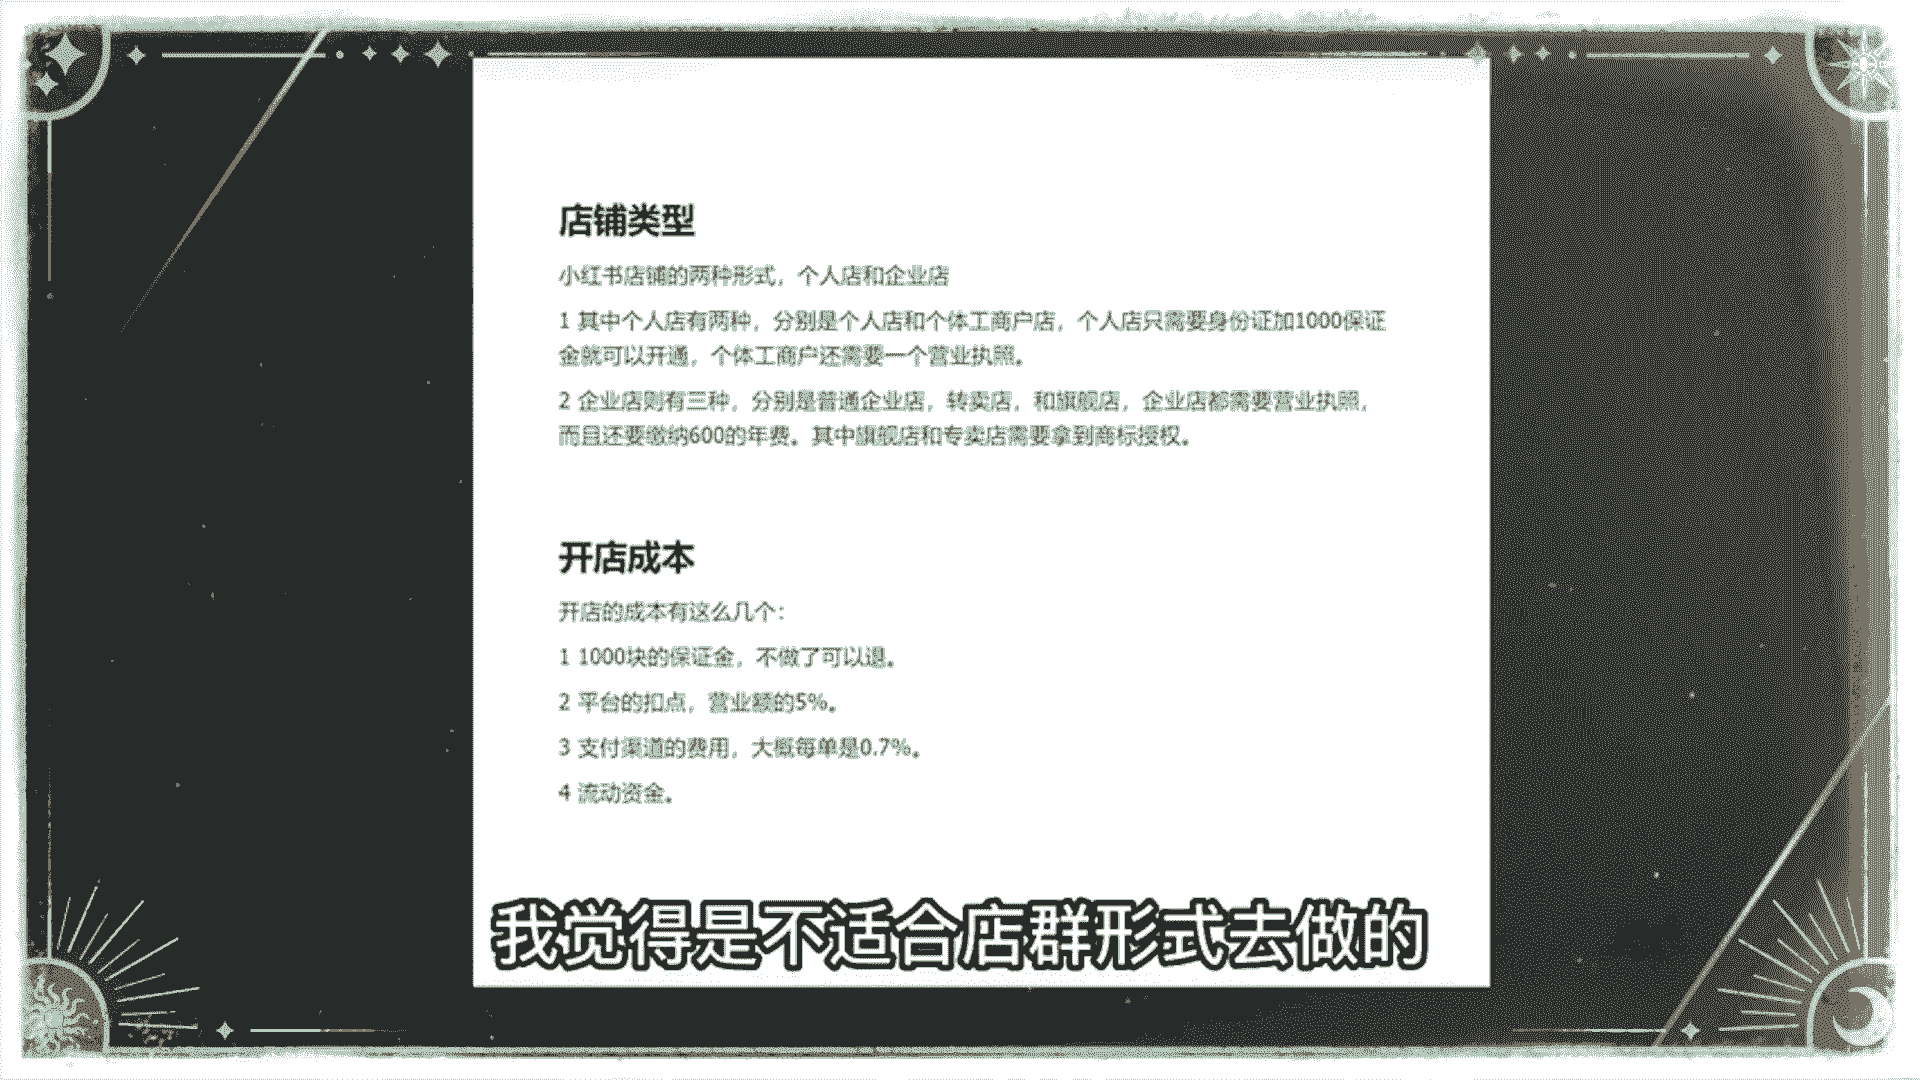 店铺类型
小红书店铺的两种形式，个人店和企业店
1 其中个人店有两种，分别是个人店和个体工商户店，个人店只需要身份证加1000保证
金就可以开通，个体工商户还需要一个营业执照。
2 企业店则有三种，分别是普通企业店，转卖店，和旗舰店，企业店都需要营业执照，
而且还要缴纳600的年费。其中旗舰店和专卖店需要拿到商标授权。
开店成本
开店的成本有这么几个：
1 1000块的保证金，不做了可以退。
2 平台的扣点，营业额的5%。
3 支付渠道的费用，大概每单是0.7%。
4 流动资金。
我觉得是不适合店群形式去做的